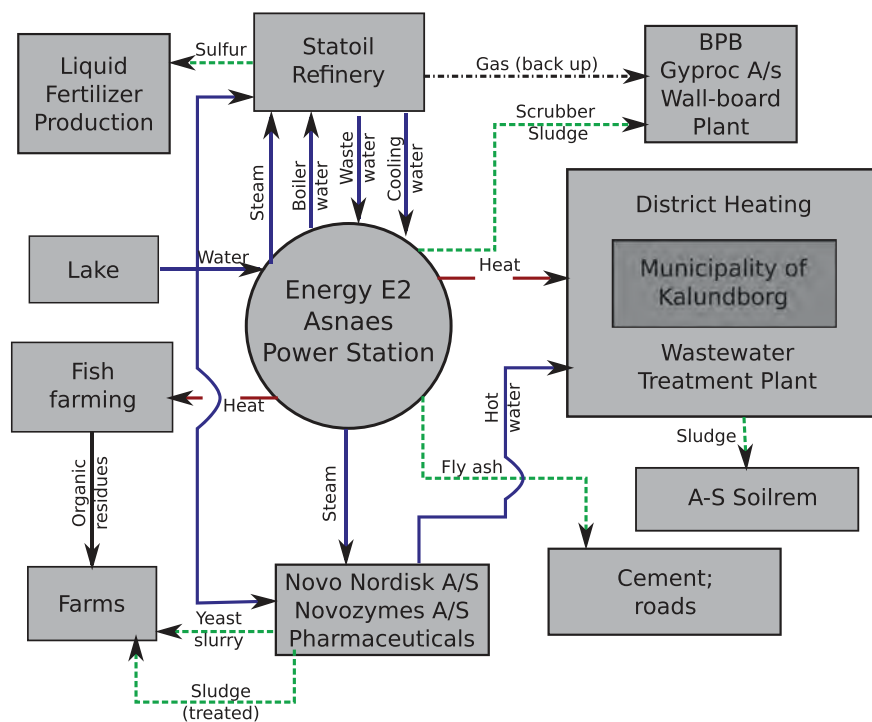 Liquid
Fertilizer
Production
Sulfur
Statoil
Refinery
Gas (back up)
BPB
Gyproc A/s
Wall-board
Plant
Scrubber
Sludge
Steam
Boiler
water
Waste
water
Cooling
water
Lake
Water
Energy E2
Asnaes
Power Station
Heat
District Heating
Municipality of
Kalundborg
Wastewater
Treatment Plant
Fish
farming
Heat
Hot
water
Sludge
A-S Soilrem
Organic
residues
Steam
Fly ash
Cement;
roads
Farms
Yeast
slurry
Novo Nordisk A/S
Novozymes A/S
Pharmaceuticals
Sludge
(treated)